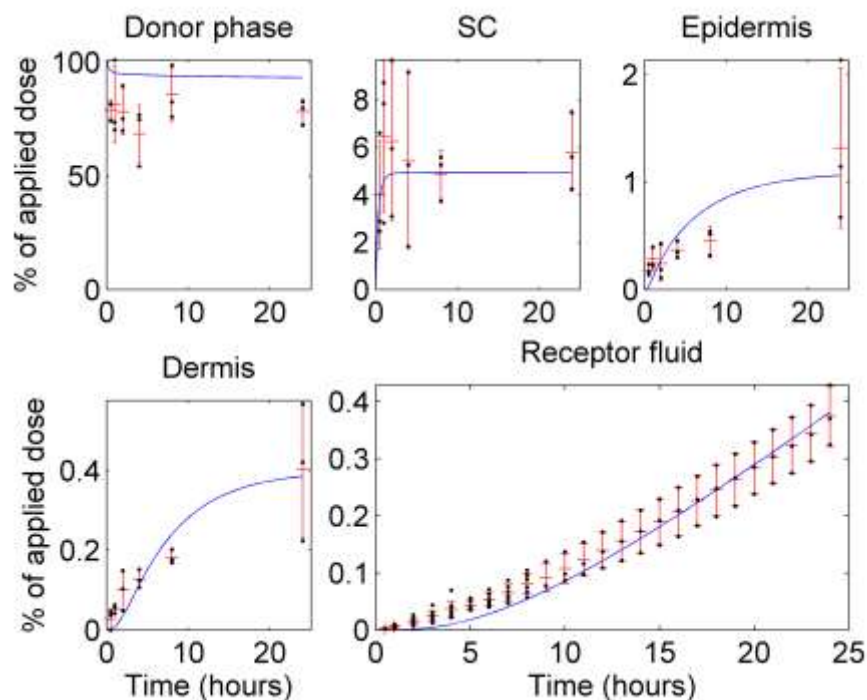 Donor phase SC Epidermis
% of applied dose
100
50
0
0 10 20
8
6
4
2
0
0 10 20
2
1
0
0 10 20
Dermis Receptor fluid
% of applied dose
0.4
0.2
0
0 10 20
Time (hours)
0.4
0.3
0.2
0.1
0
0 5 10 15 20 25
Time (hours)